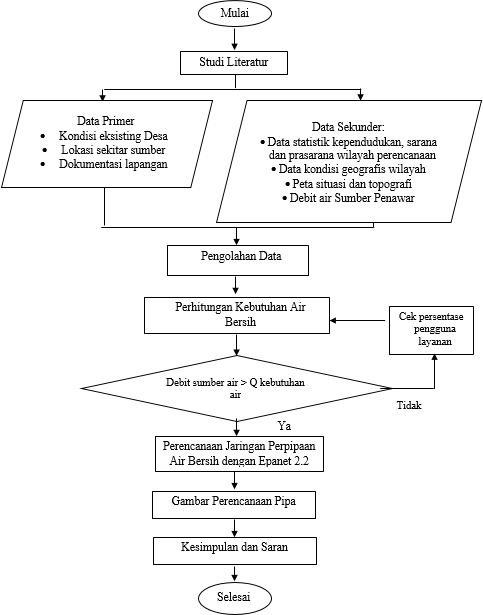 Mulai
Studi Literatur
Data Primer
• Kondisi eksisting Desa
• Lokasi sekitar sumber
• Dokumentasi lapangan
Data Sekunder:
• Data statistik kependudukan, sarana
dan prasarana wilayah perencanaan
• Data kondisi geografis wilayah
• Peta situasi dan topografi
• Debit air Sumber Penawar
Pengolahan Data
Perhitungan Kebutuhan Air
Bersih
Cek persentase
pengguna
layanan
Debit sumber air > Q kebutuhan
air
Tidak
Ya
Perencanaan Jaringan Perpipaan
Air Bersih dengan Epanet 2.2
Gambar Perencanaan Pipa
Kesimpulan dan Saran
Selesai